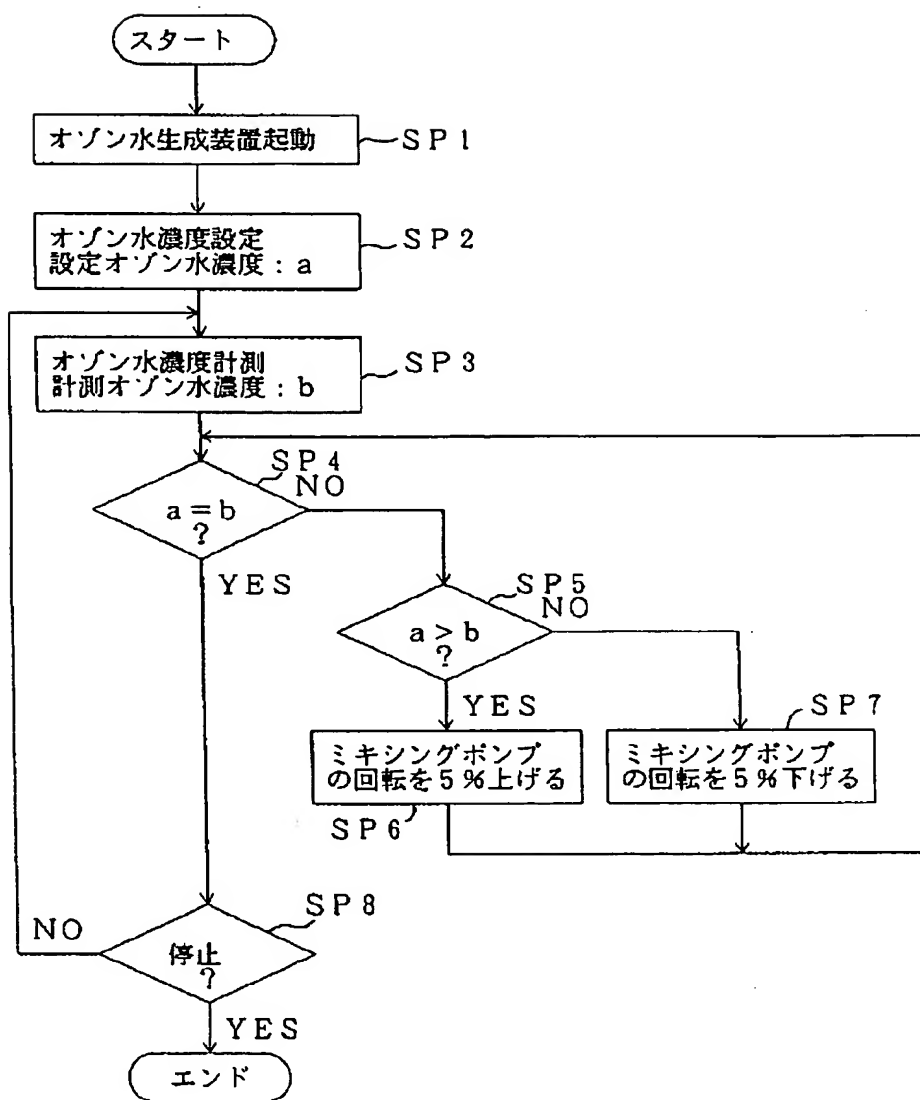 スタート
オゾン水生成装置起動
SP1
オゾン水濃度設定
設定オゾン水濃度：a
SP2
オゾン水濃度計測
計測オゾン水濃度：b
SP3
SP4
NO
a＝b
?
YES
SP5
NO
a＞b
?
YES
SP7
ミキシングポンプ
の回転を5％上げる
SP6
ミキシングポンプ
の回転を5％下げる
SP8
NO
停止
?
YES
エンド